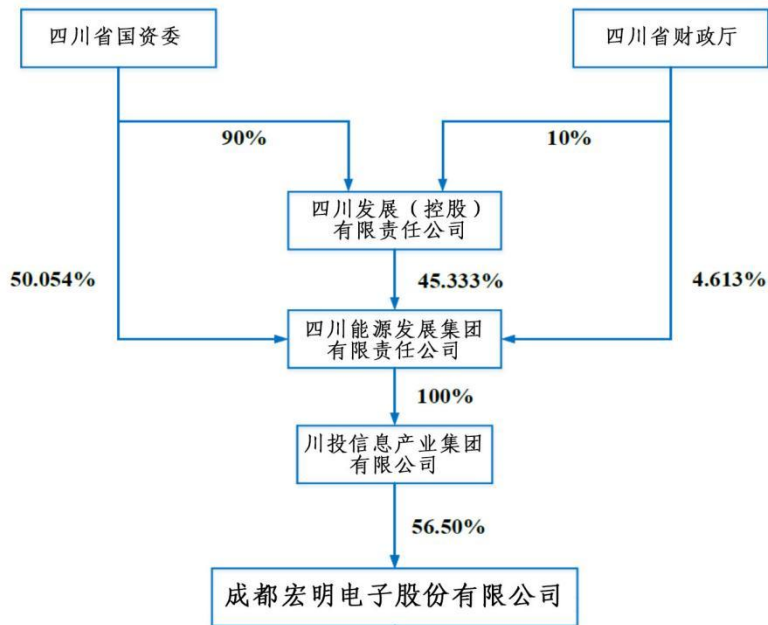 四川省国资委
四川省财政厅
90%
10%
四川发展（控股）
有限责任公司
50.054%
45.333%
4.613%
四川能源发展集团
有限责任公司
100%
川投信息产业集团
有限公司
56.50%
成都宏明电子股份有限公司